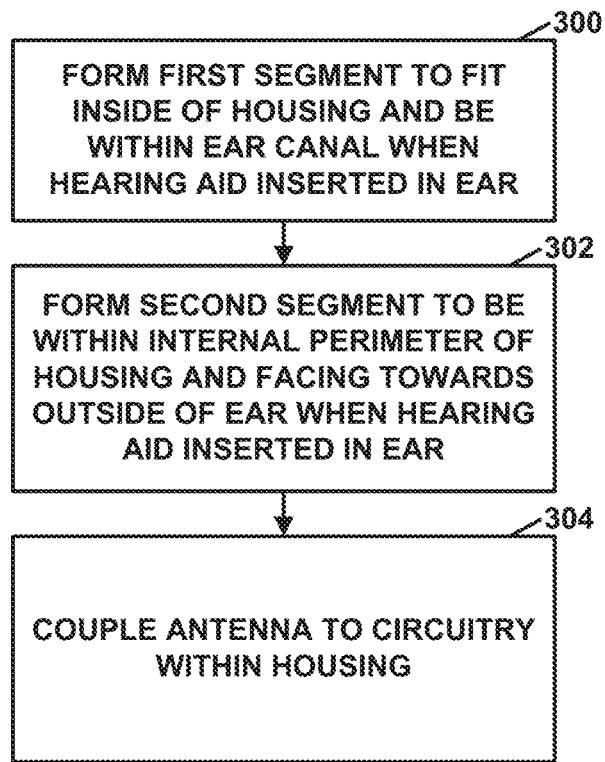 300
FORM FIRST SEGMENT TO FIT
INSIDE OF HOUSING AND BE
WITHIN EAR CANAL WHEN
HEARING AID INSERTED IN EAR
302
FORM SECOND SEGMENT TO BE
WITHIN INTERNAL PERIMETER OF
HOUSING AND FACING TOWARDS
OUTSIDE OF EAR WHEN HEARING
AID INSERTED IN EAR
304
COUPLE ANTENNA TO CIRCUITRY
WITHIN HOUSING